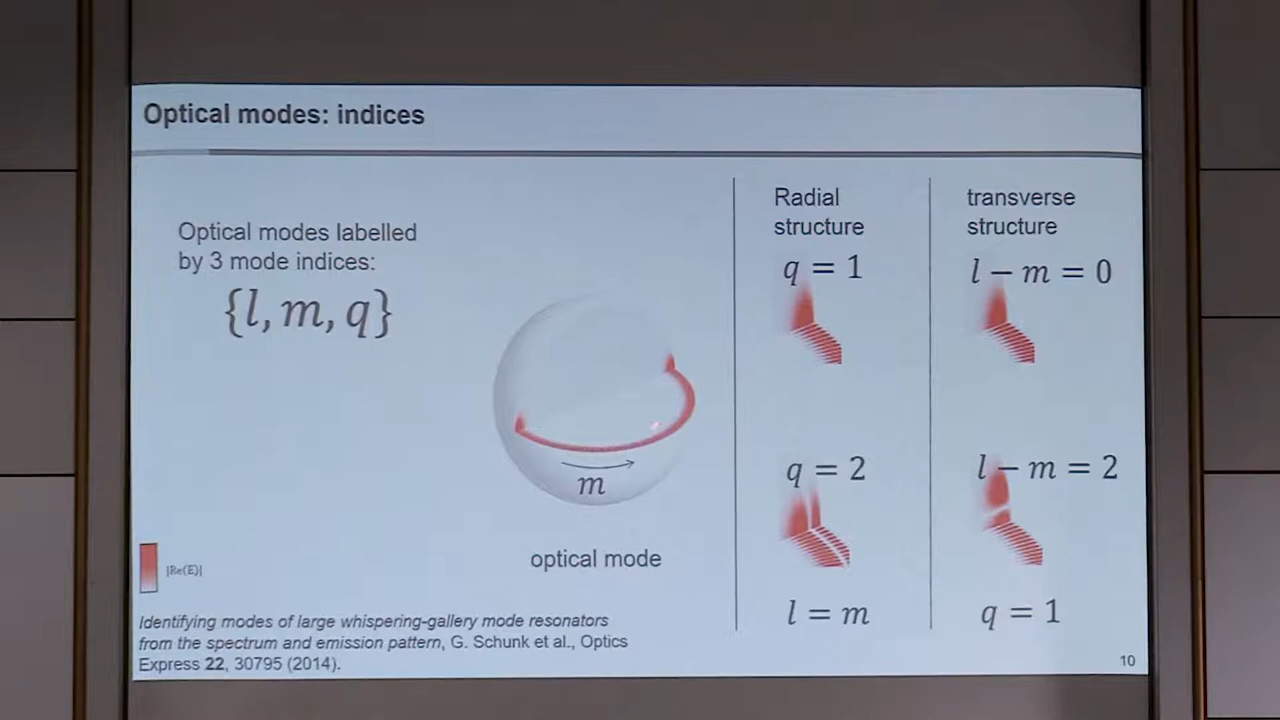 Optical modes: indices
Optical modes labelled
by 3 mode indices:
{l, m, q}
m
optical mode
|Re(E)|
Identifying modes of large whispering-gallery mode resonators
from the spectrum and emission pattern, G. Schunk et al., Optics
Express 22, 30795 (2014).
Radial
structure
q = 1
q = 2
l = m
transverse
structure
l − m = 0
l − m = 2
q = 1
10